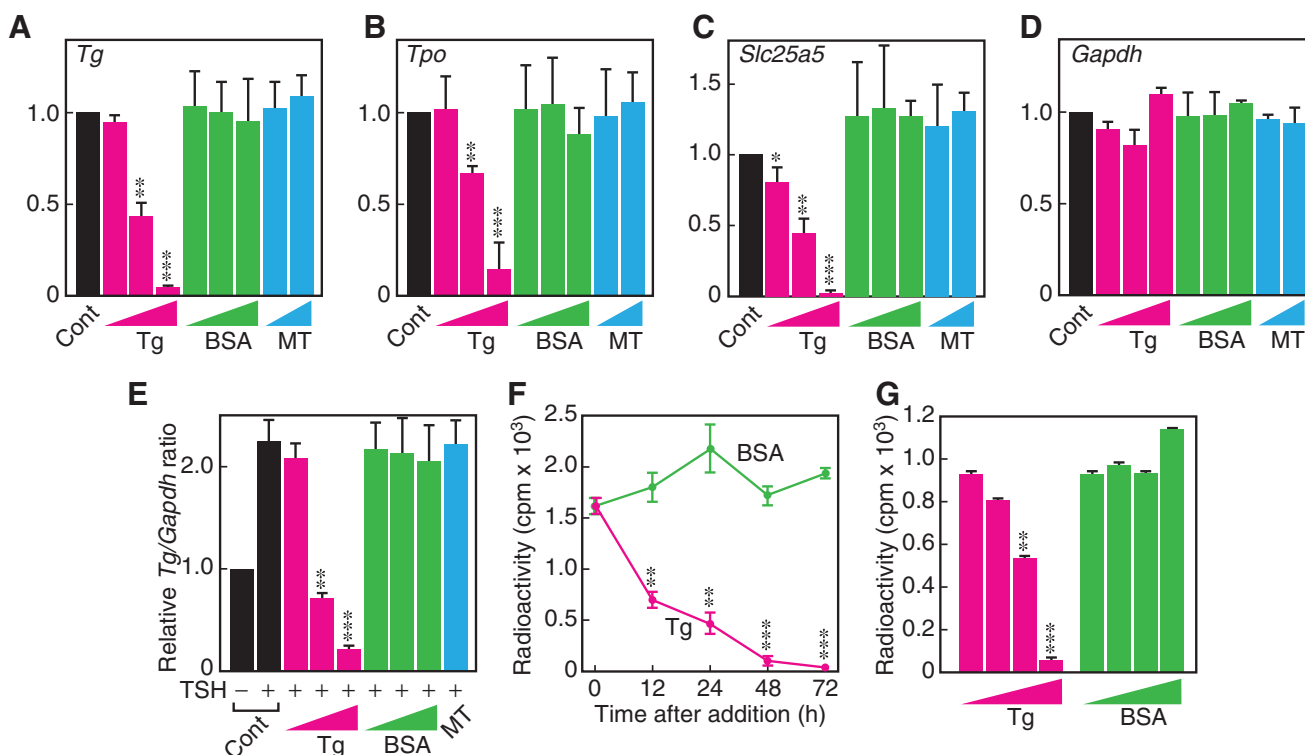 A
Tg
1.0
0.5
0
**
***
Cont
Tg
BSA
MT
B
Tpo
1.0
0.5
0
**
***
Cont
Tg
BSA
MT
C
Slc25a5
1.5
1.0
0.5
0
*
**
***
Cont
Tg
BSA
MT
D
Gapdh
1.0
0.5
0
Cont
Tg
BSA
MT
E
Relative Tg/Gapdh ratio
2.0
1.0
0
**
***
TSH − + + + + + + + +
Cont
Tg
BSA
MT
F
Radioactivity (cpm x 10³)
2.5
2.0
1.5
1.0
0.5
0
BSA
Tg
**
**
***
***
0 12 24 48 72
Time after addition (h)
G
Radioactivity (cpm x 10³)
1.2
1.0
0.8
0.6
0.4
0.2
0
**
***
Tg
BSA